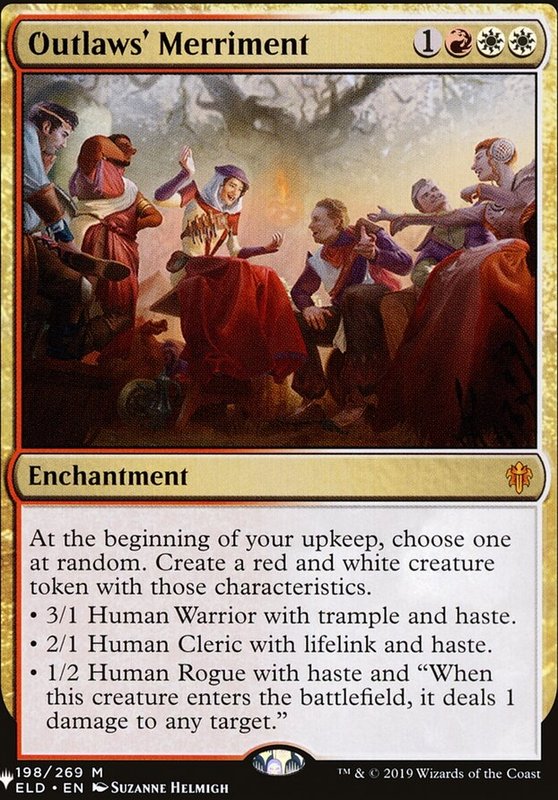 Outlaws' Merriment 1
Enchantment
At the beginning of your upkeep, choose one
at random. Create a red and white creature
token with those characteristics.
• 3/1 Human Warrior with trample and haste.
• 2/1 Human Cleric with lifelink and haste.
• 1/2 Human Rogue with haste and “When
this creature enters the battlefield, it deals 1
damage to any target.”
198/269 M
ELD • EN Suzanne Helmigh
™ & © 2019 Wizards of the Coast